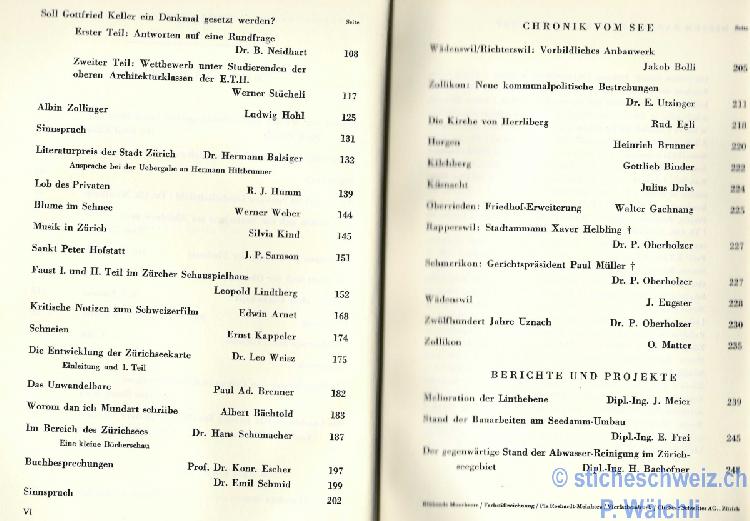 Soll Gottfried Keller ein Denkmal gesetzt werden? Seite
Erster Teil: Antworten auf eine Rundfrage
Dr. B. Neidhart 108
Zweiter Teil: Wettbewerb unter Studierenden der
oberen Architekturklassen der E.T.H.
Werner Stücheli 117
Albin Zollinger Ludwig Hohl 125
Sinnspruch 131
Literaturpreis der Stadt Zürich Dr. Hermann Balsiger 133
Ansprache bei der Uebergabe an Hermann Hiltbrunner
Lob des Privaten R. J. Humm 139
Blume im Schnee Werner Weber 144
Musik in Zürich Silvia Kind 145
Sankt Peter Hofstatt J. P. Samson 151
Faust I. und II. Teil im Zürcher Schauspielhaus
Leopold Lindtberg 152
Kritische Notizen zum Schweizerfilm Edwin Arnet 168
Schneien Ernst Kappeler 174
Die Entwicklung der Zürichseekarte Dr. Leo Weisz 175
Einleitung und I. Teil
Das Unwandelbare Paul Ad. Brenner 182
Worom dan ich Mundart schriibe Albert Bächtold 183
Im Bereich des Zürichsees Dr. Hans Schumacher 187
Eine kleine Bücherschau
Buchbesprechungen Prof. Dr. Konr. Escher 197
Dr. Emil Schmid 199
Sinnspruch 202
VI
CHRONIK VOM SEE Seite
Wädenswil/Richterswil: Vorbildliches Anbauwerk
Jakob Bolli 205
Zollikon: Neue kommunalpolitische Bestrebungen
Dr. E. Utzinger 211
Die Kirche von Herrliberg Rud. Egli 218
Horgen Heinrich Brunner 220
Kilchberg Gottlieb Binder 222
Küsnacht Julius Dubs 224
Oberrieden: Friedhof-Erweiterung Walter Gachnang 225
Rapperswil: Stadtammann Xaver Helbling †
Dr. P. Oberholzer 227
Schmerikon: Gerichtspräsident Paul Müller †
Dr. P. Oberholzer 227
Wädenswil J. Eugster 228
Zwölfhundert Jahre Uznach Dr. P. Oberholzer 230
Zollikon O. Matter 235
BERICHTE UND PROJEKTE
Melioration der Linthebene Dipl.-Ing. J. Meier 239
Stand der Bauarbeiten am Seedamm-Umbau
Dipl.-Ing. E. Frei 245
Der gegenwärtige Stand der Abwasser-Reinigung im Zürich-
seegebiet Dipl.-Ing. H. Bachofner 248
© sticheschweiz.ch
P. Wälchli